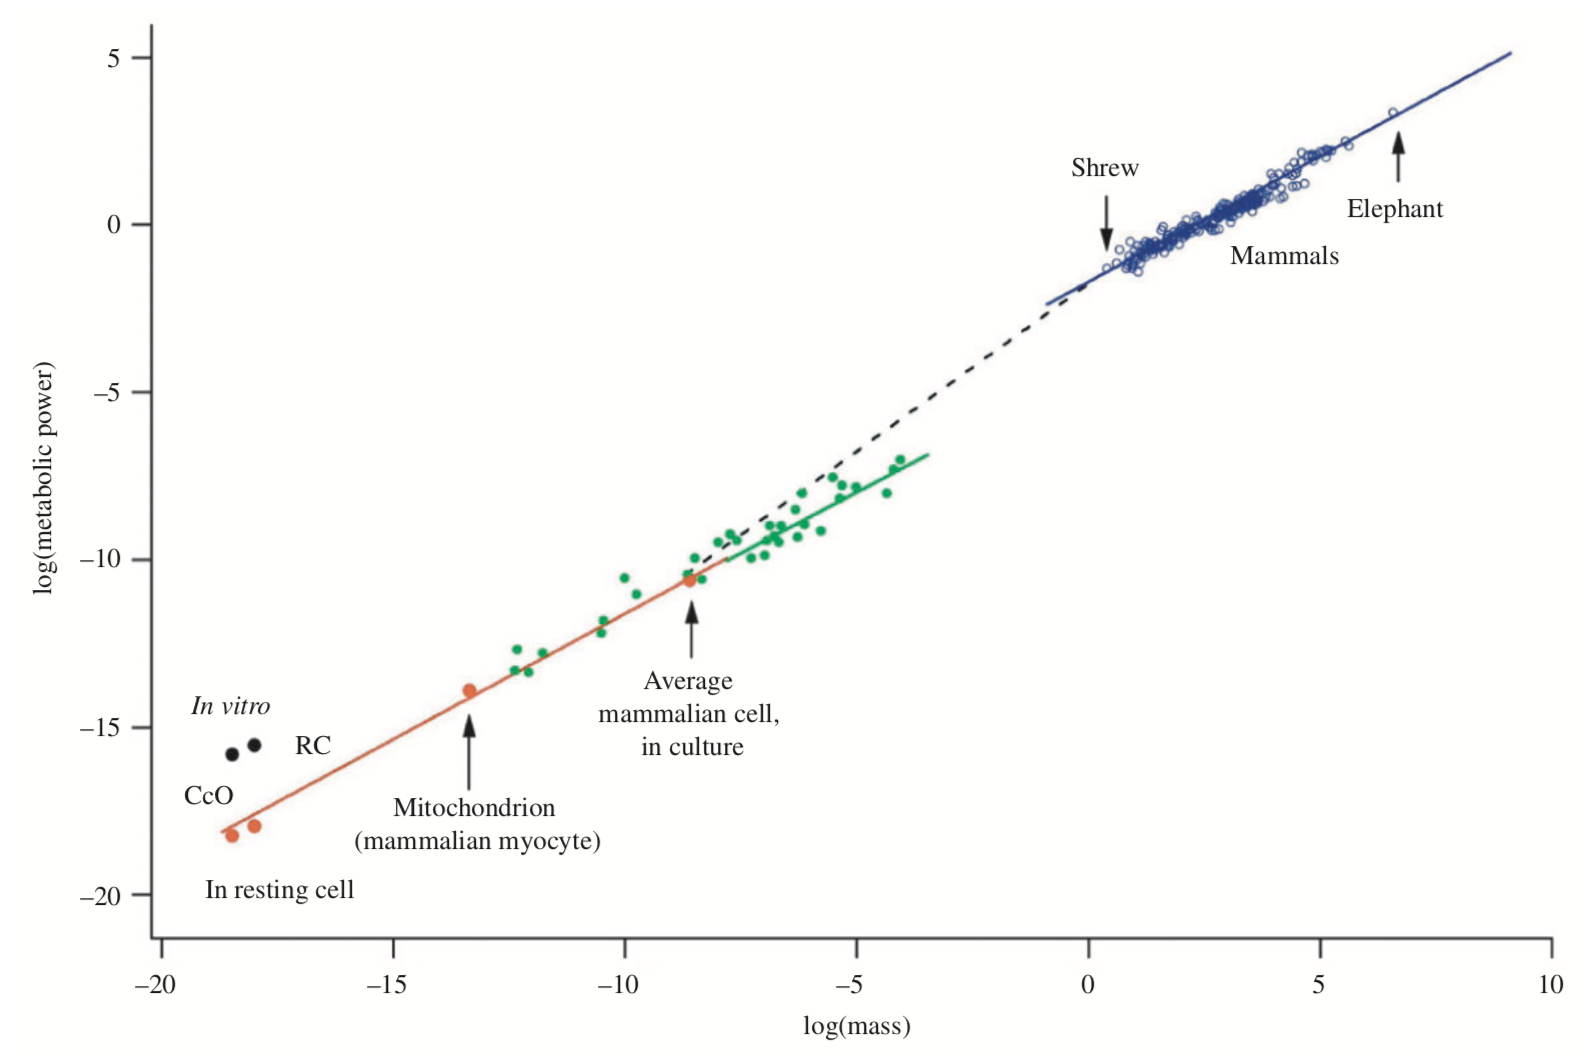 5
0
–5
–10
–15
–20
log(metabolic power)
Shrew
Elephant
Mammals
Average
mammalian cell,
in culture
In vitro
RC
CcO
Mitochondrion
(mammalian myocyte)
In resting cell
–20 –15 –10 –5 0 5 10
log(mass)